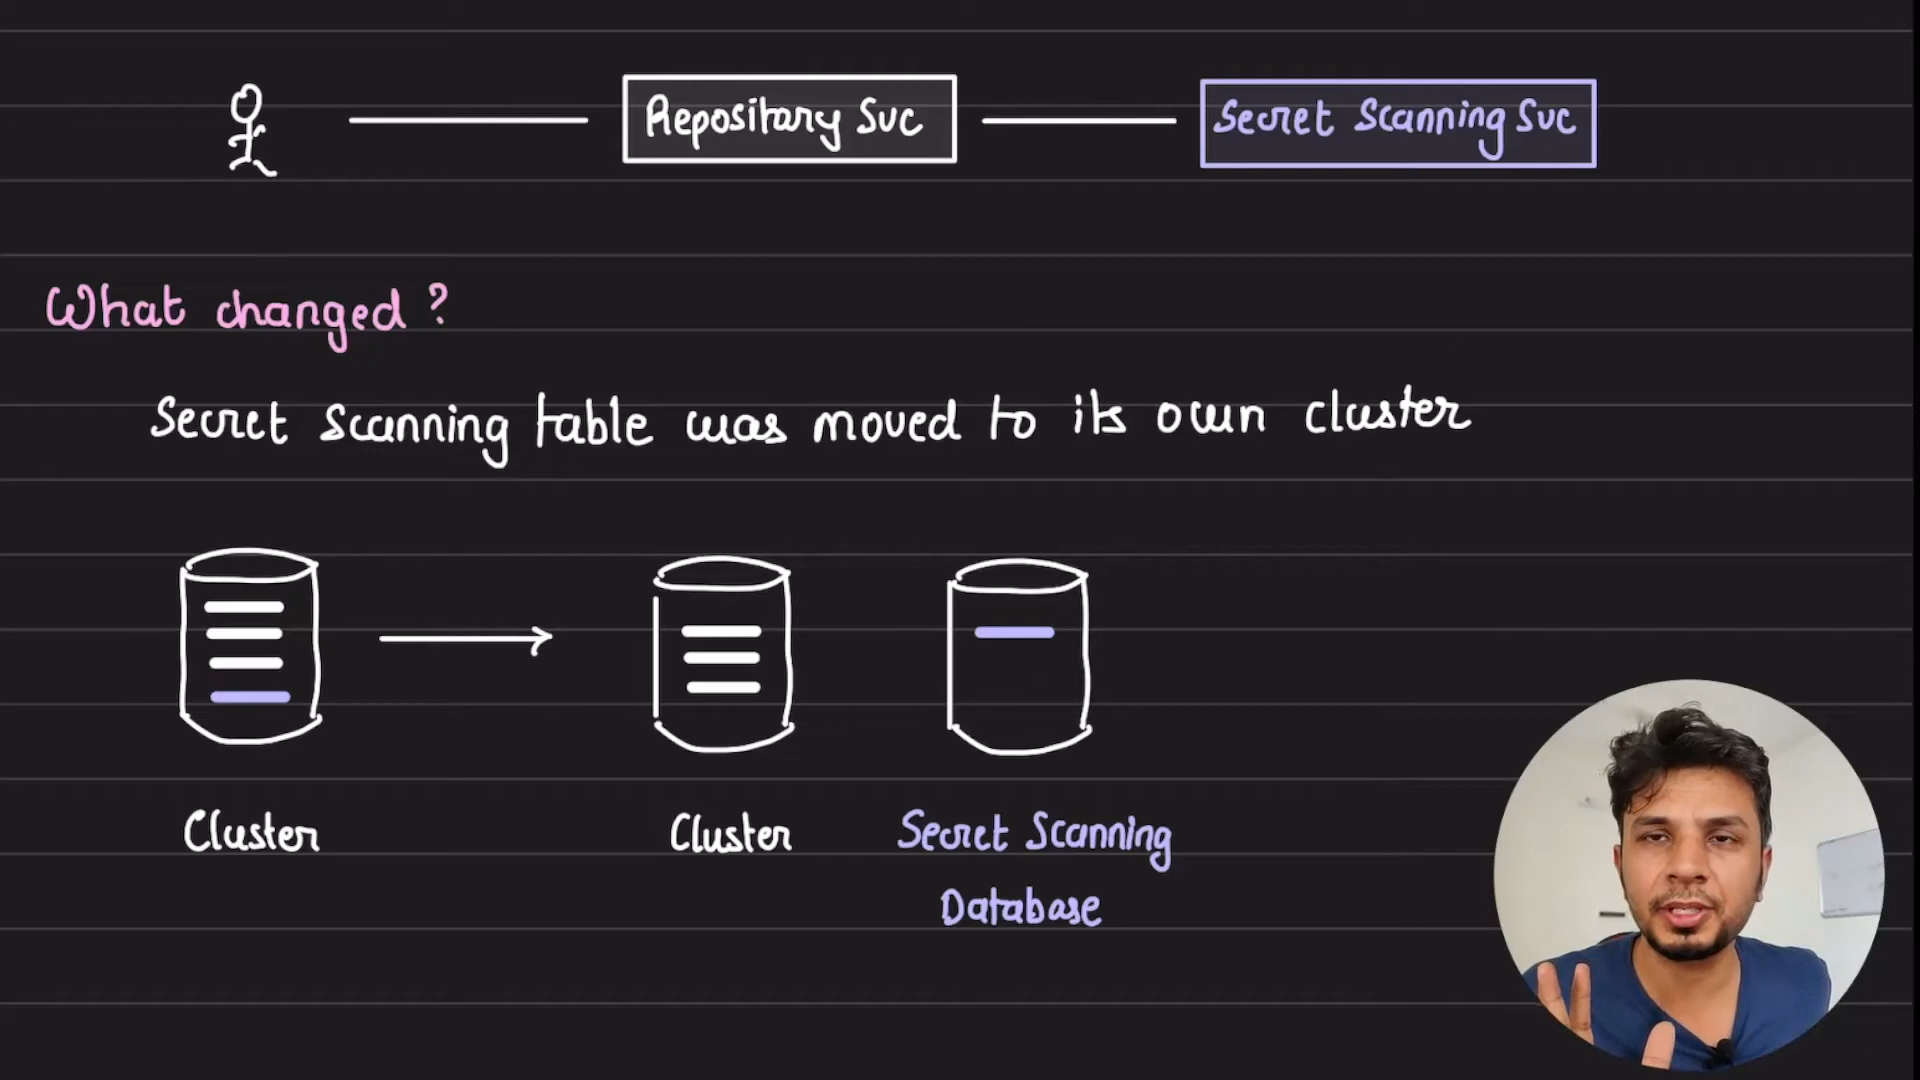 Repository Svc
Secret Scanning Svc
What changed?
Secret scanning table was moved to its own cluster
Cluster
Cluster
Secret Scanning
Database